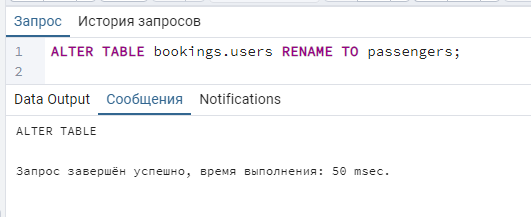 Запрос История запросов
1 ALTER TABLE bookings.users RENAME TO passengers;
2
Data Output Сообщения Notifications
ALTER TABLE
Запрос завершён успешно, время выполнения: 50 msec.